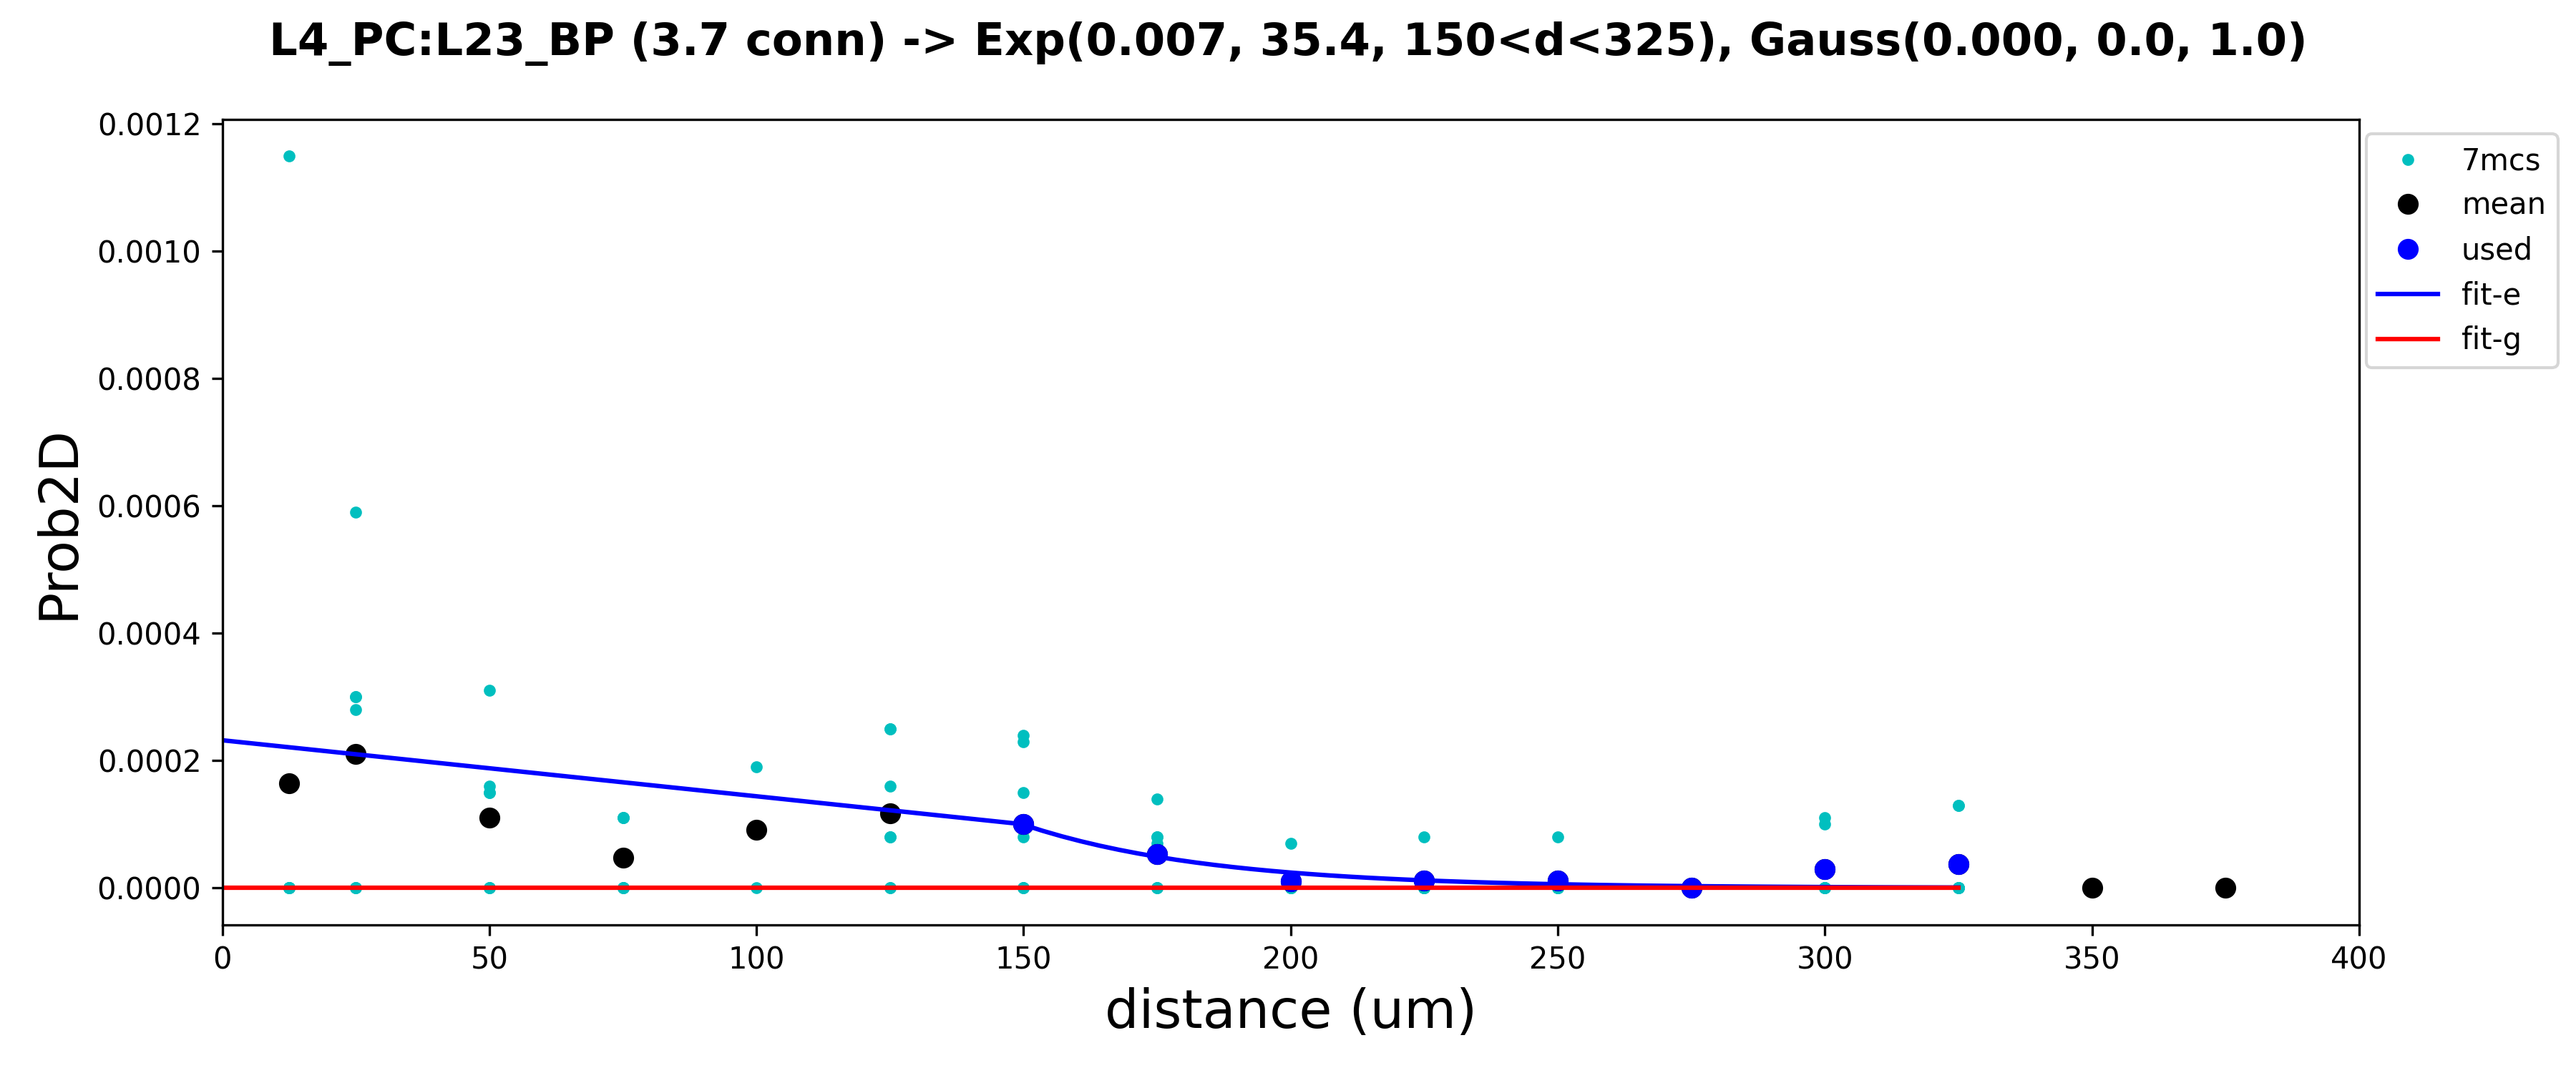 L4_PC:L23_BP (3.7 conn) -> Exp(0.007, 35.4, 150<d<325), Gauss(0.000, 0.0, 1.0)
0.0012
0.0010
0.0008
0.0006
0.0004
0.0002
0.0000
Prob2D
0 50 100 150 200 250 300 350 400
distance (um)
7mcs
mean
used
fit-e
fit-g